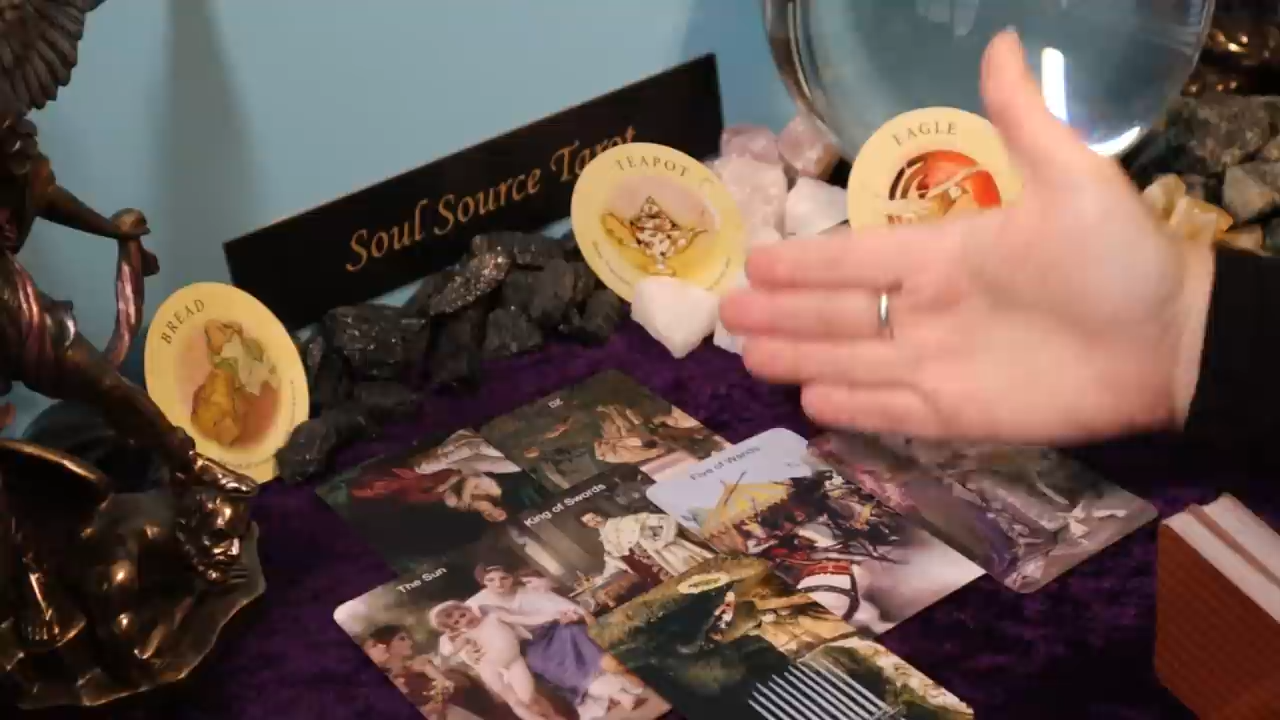 Soul Source Tarot
TEAPOT
EAGLE
BREAD
King of Swords
Five of Wands
The Sun